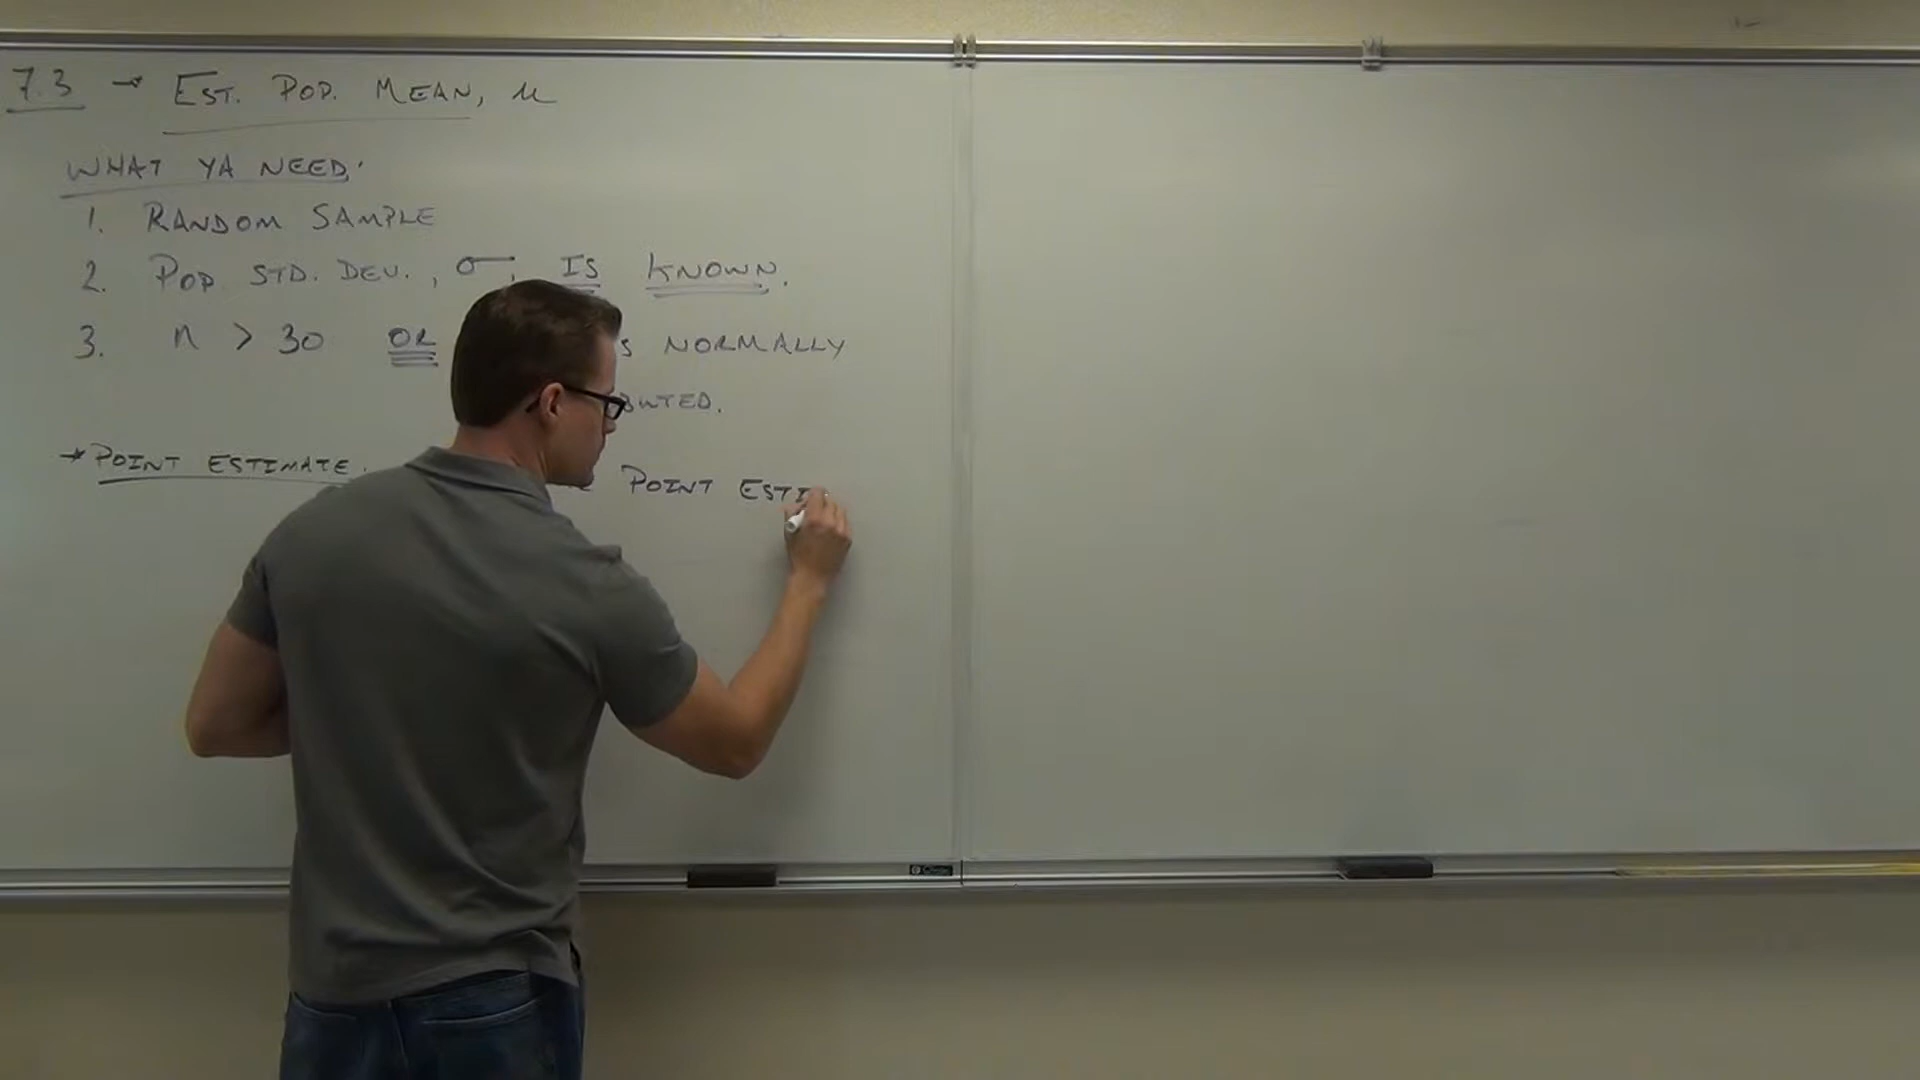 7.3 → EST. POP. MEAN, μ
WHAT YA NEED:
1. RANDOM SAMPLE
2. POP STD. DEV., σ, IS KNOWN.
3. n > 30 OR NORMALLY
→ POINT ESTIMATE POINT ESTI